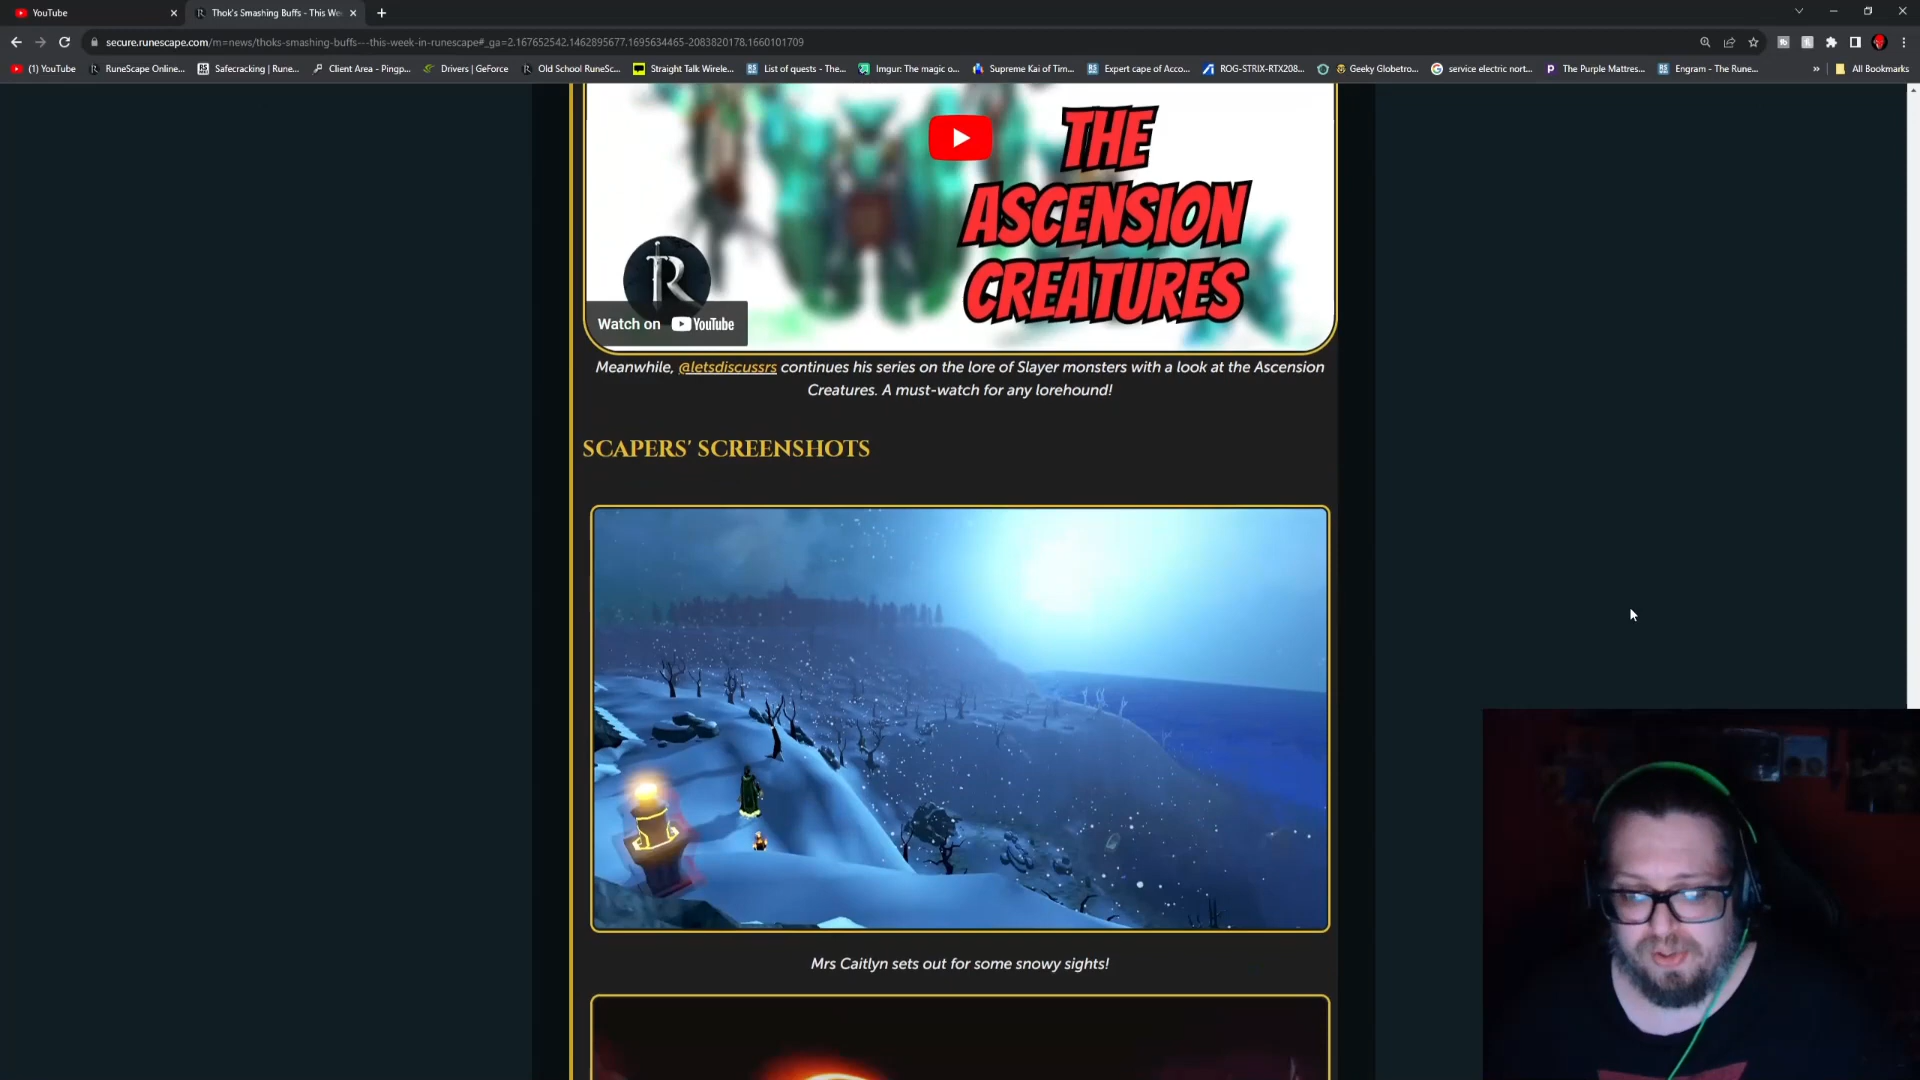 YouTube
Thok's Smashing Buffs - This We
secure.runescape.com/m=news/thoks-smashing-buffs---this-week-in-runescape#_ga=2.167652542.1462895677.1695634465-2083820178.1660101709
(1) YouTube
RuneScape Online...
Safecracking | Rune...
Client Area - Pingp...
Drivers | GeForce
Old School RuneSc...
Straight Talk Wirele...
List of quests - The...
Imgur: The magic o...
Supreme Kai of Tim...
Expert cape of Acco...
ROG-STRIX-RTX208...
Geeky Globetro...
service electric nort...
The Purple Mattres...
Engram - The Rune...
»
All Bookmarks
THE
ASCENSION
CREATURES
R
Watch on YouTube
Meanwhile, @letsdiscussrs continues his series on the lore of Slayer monsters with a look at the Ascension
Creatures. A must-watch for any lorehound!
SCAPERS' SCREENSHOTS
Mrs Caitlyn sets out for some snowy sights!